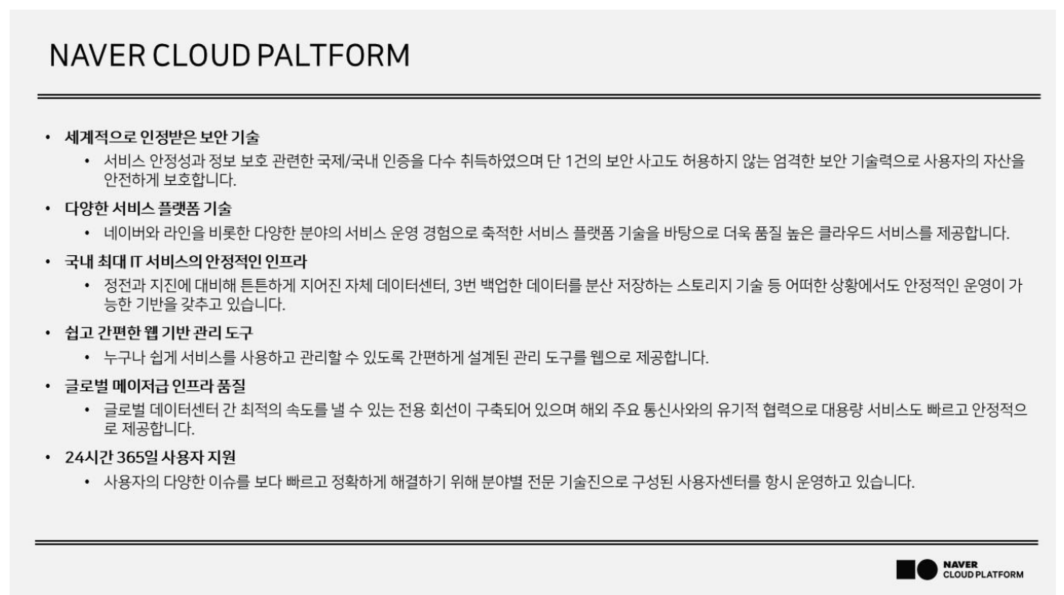 NAVER CLOUD PALTFORM
• 세계적으로 인정받은 보안 기술
• 서비스 안정성과 정보 보호 관련한 국제/국내 인증을 다수 취득하였으며 단 1건의 보안 사고도 허용하지 않는 엄격한 보안 기술력으로 사용자의 자산을
안전하게 보호합니다.
• 다양한 서비스 플랫폼 기술
• 네이버와 라인을 비롯한 다양한 분야의 서비스 운영 경험으로 축적한 서비스 플랫폼 기술을 바탕으로 더욱 품질 높은 클라우드 서비스를 제공합니다.
• 국내 최대 IT 서비스의 안정적인 인프라
• 정전과 지진에 대비해 튼튼하게 지어진 자체 데이터센터, 3번 백업한 데이터를 분산 저장하는 스토리지 기술 등 어떠한 상황에서도 안정적인 운영이 가
능한 기반을 갖추고 있습니다.
• 쉽고 간편한 웹 기반 관리 도구
• 누구나 쉽게 서비스를 사용하고 관리할 수 있도록 간편하게 설계된 관리 도구를 웹으로 제공합니다.
• 글로벌 메이저급 인프라 품질
• 글로벌 데이터센터 간 최적의 속도를 낼 수 있는 전용 회선이 구축되어 있으며 해외 주요 통신사와의 유기적 협력으로 대용량 서비스도 빠르고 안정적으
로 제공합니다.
• 24시간 365일 사용자 지원
• 사용자의 다양한 이슈를 보다 빠르고 정확하게 해결하기 위해 분야별 전문 기술진으로 구성된 사용자센터를 항시 운영하고 있습니다.
NAVER
CLOUD PLATFORM